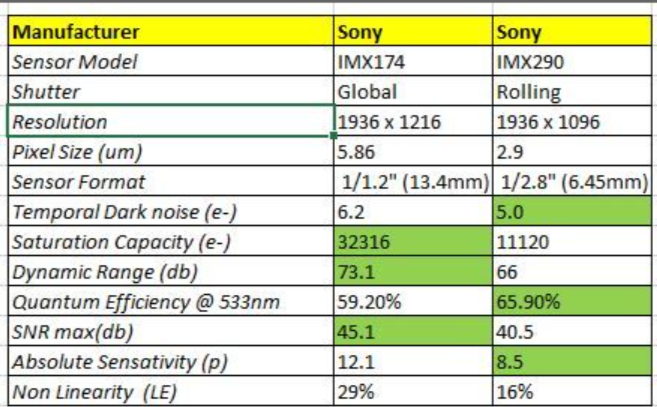 Manufacturer Sony Sony
Sensor Model IMX174 IMX290
Shutter Global Rolling
Resolution 1936 x 1216 1936 x 1096
Pixel Size (um) 5.86 2.9
Sensor Format 1/1.2" (13.4mm) 1/2.8" (6.45mm)
Temporal Dark noise (e-) 6.2 5.0
Saturation Capacity (e-) 32316 11120
Dynamic Range (db) 73.1 66
Quantum Efficiency @ 533nm 59.20% 65.90%
SNR max(db) 45.1 40.5
Absolute Sensativity (p) 12.1 8.5
Non Linearity (LE) 29% 16%